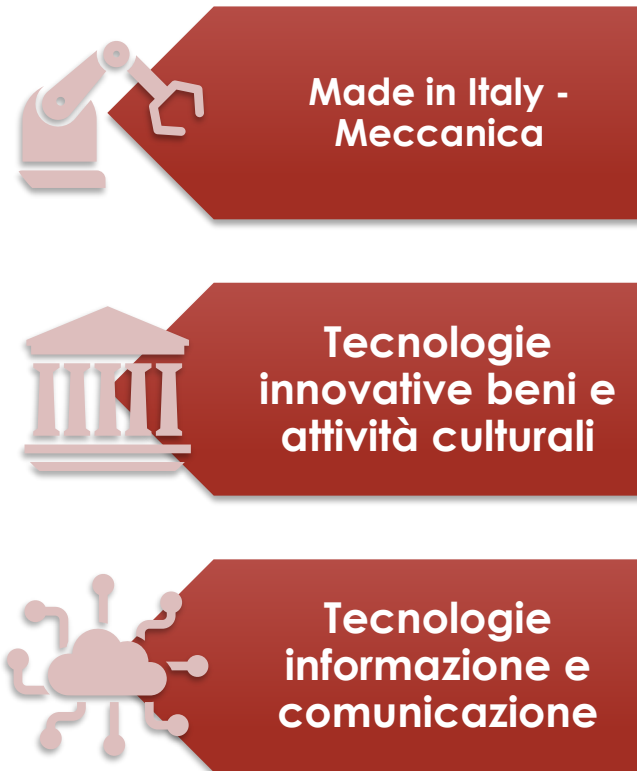 Made in Italy -
Meccanica
Tecnologie
innovative beni e
attività culturali
Tecnologie
informazione e
comunicazione